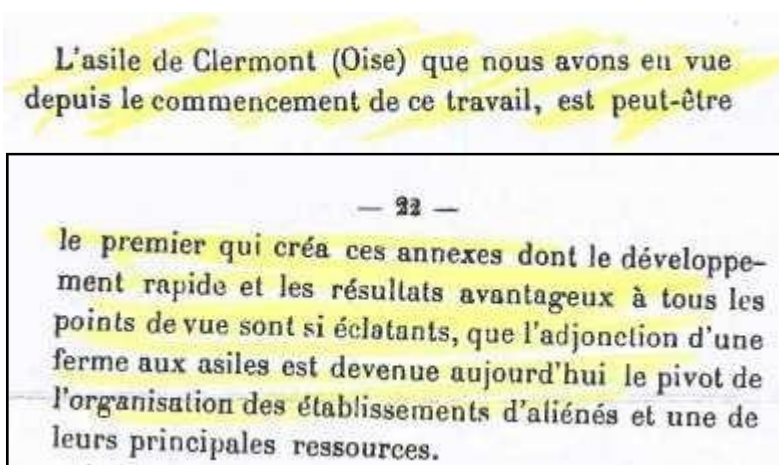 L'asile de Clermont (Oise) que nous avons en vue
depuis le commencement de ce travail, est peut-être
— 22 —
le premier qui créa ces annexes dont le développe-
ment rapide et les résultats avantageux à tous les
points de vue sont si éclatants, que l'adjonction d'une
ferme aux asiles est devenue aujourd'hui le pivot de
l'organisation des établissements d'aliénés et une de
leurs principales ressources.